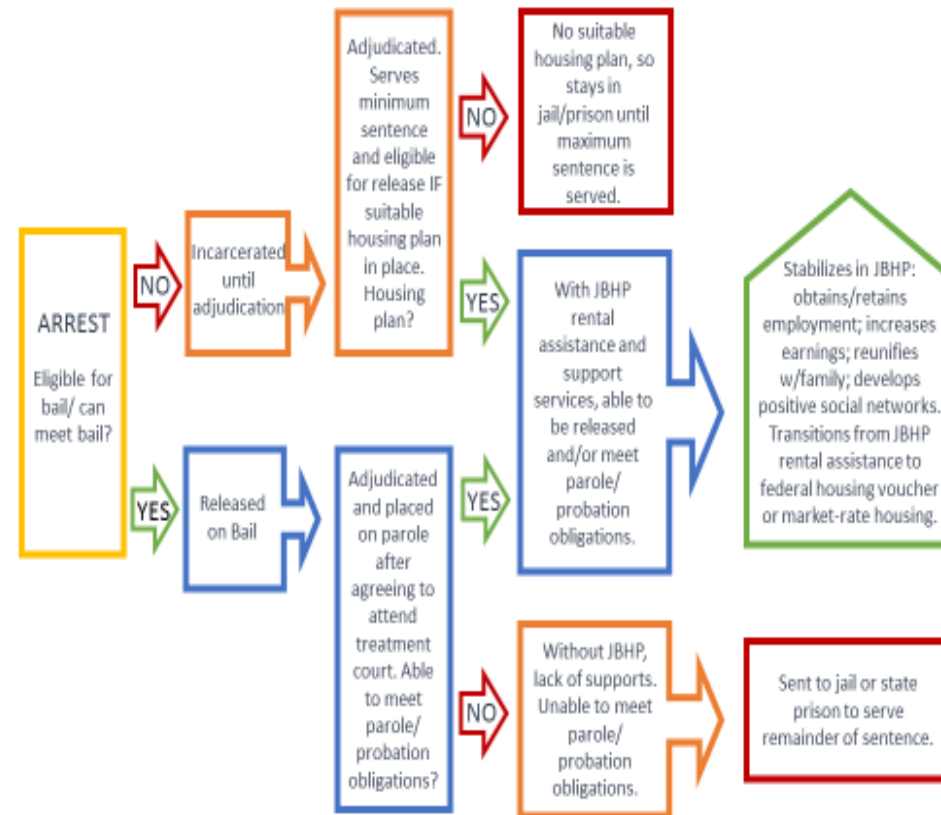 ARREST
Eligible for
bail/ can
meet bail?
NO
Incarcerated
until
adjudication
Adjudicated.
Serves
minimum
sentence
and eligible
for release IF
suitable
housing plan
in place.
Housing
plan?
NO
No suitable
housing plan, so
stays in
jail/prison until
maximum
sentence is
served.
YES
With JBHP
rental
assistance and
support
services, able to
be released
and/or meet
parole/
probation
obligations.
Stabilizes in JBHP:
obtains/retains
employment; increases
earnings; reunifies
w/family; develops
positive social networks.
Transitions from JBHP
rental assistance to
federal housing voucher
or market-rate housing.
YES
Released
on Bail
Adjudicated
and placed
on parole
after
agreeing to
attend
treatment
court. Able
to meet
parole/
probation
obligations?
YES
NO
Without JBHP,
lack of supports.
Unable to meet
parole/
probation
obligations.
Sent to jail or state
prison to serve
remainder of sentence.